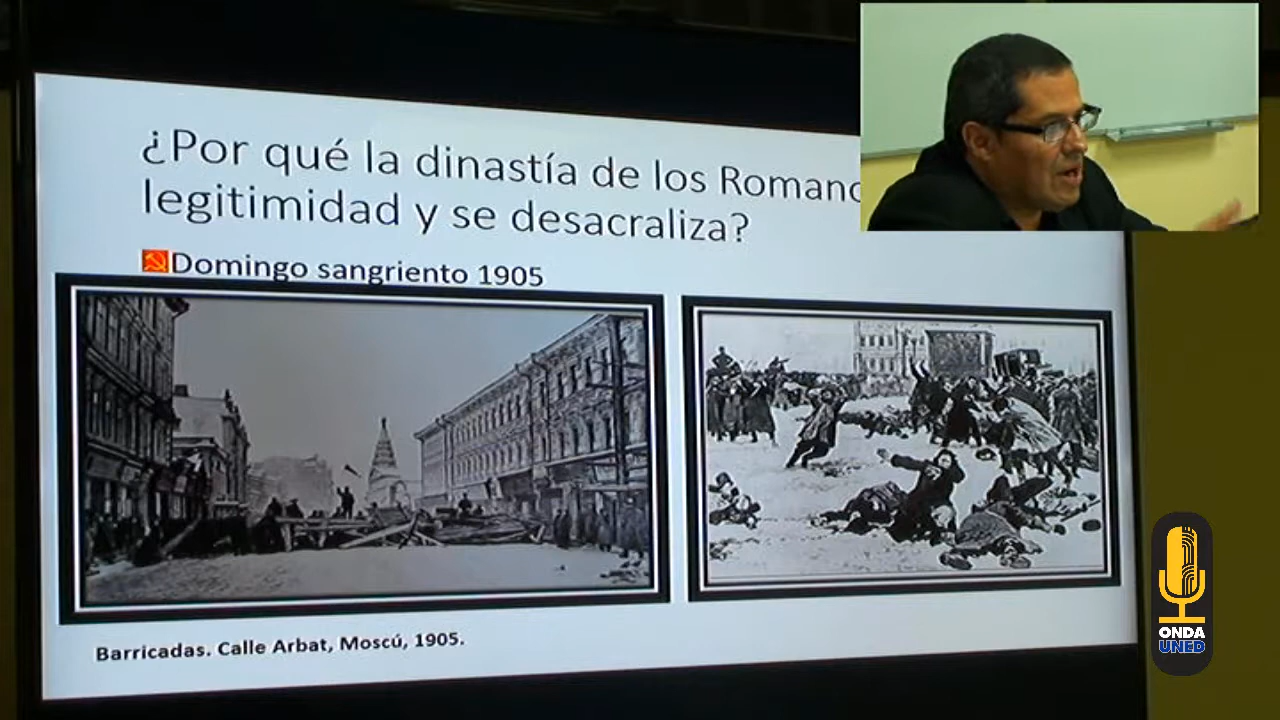 ¿Por qué la dinastía de los Romano
legitimidad y se desacraliza?
Domingo sangriento 1905
Barricadas. Calle Arbat, Moscú, 1905.
ONDA
UNED